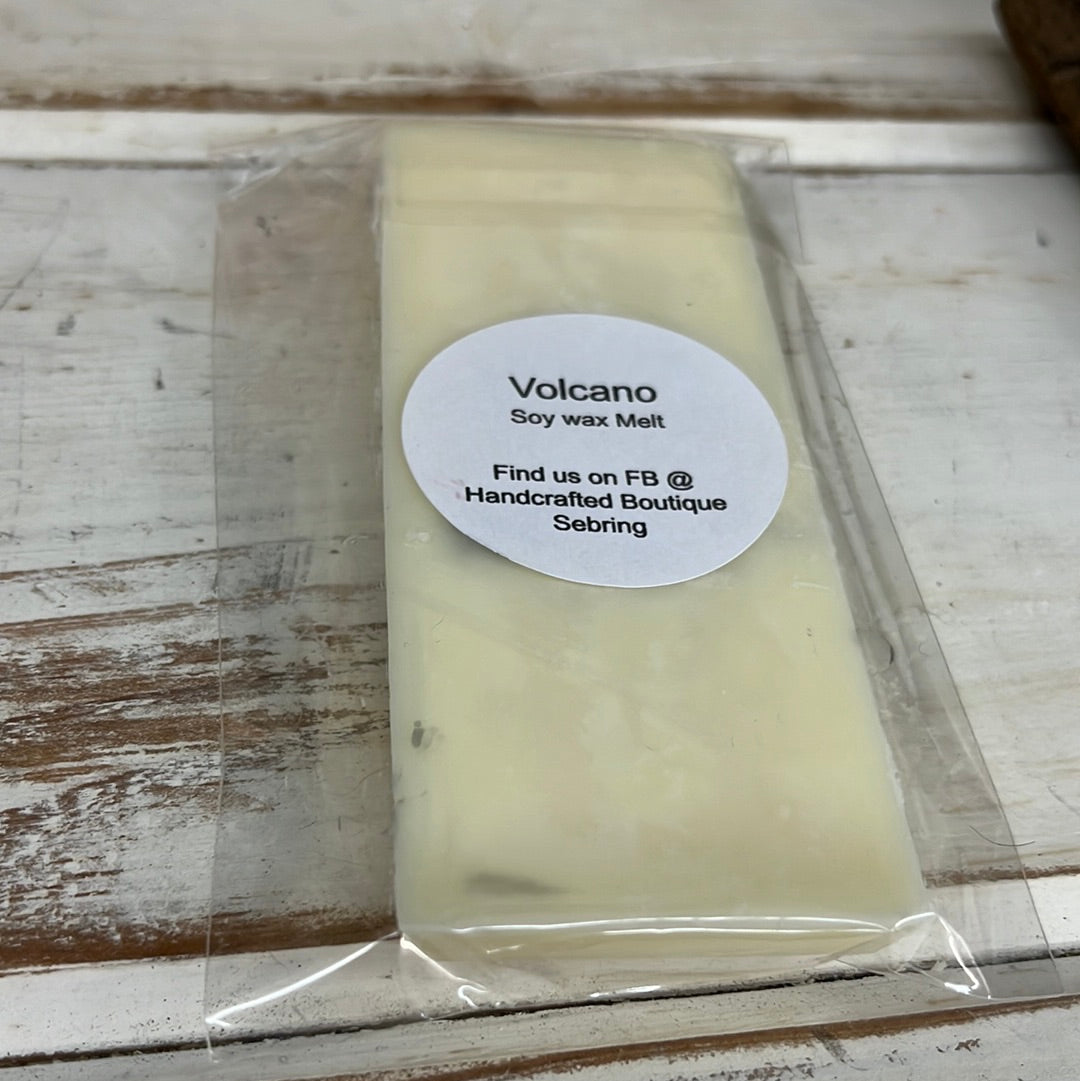 Volcano
Soy wax Melt
Find us on FB @
Handcrafted Boutique
Sebring